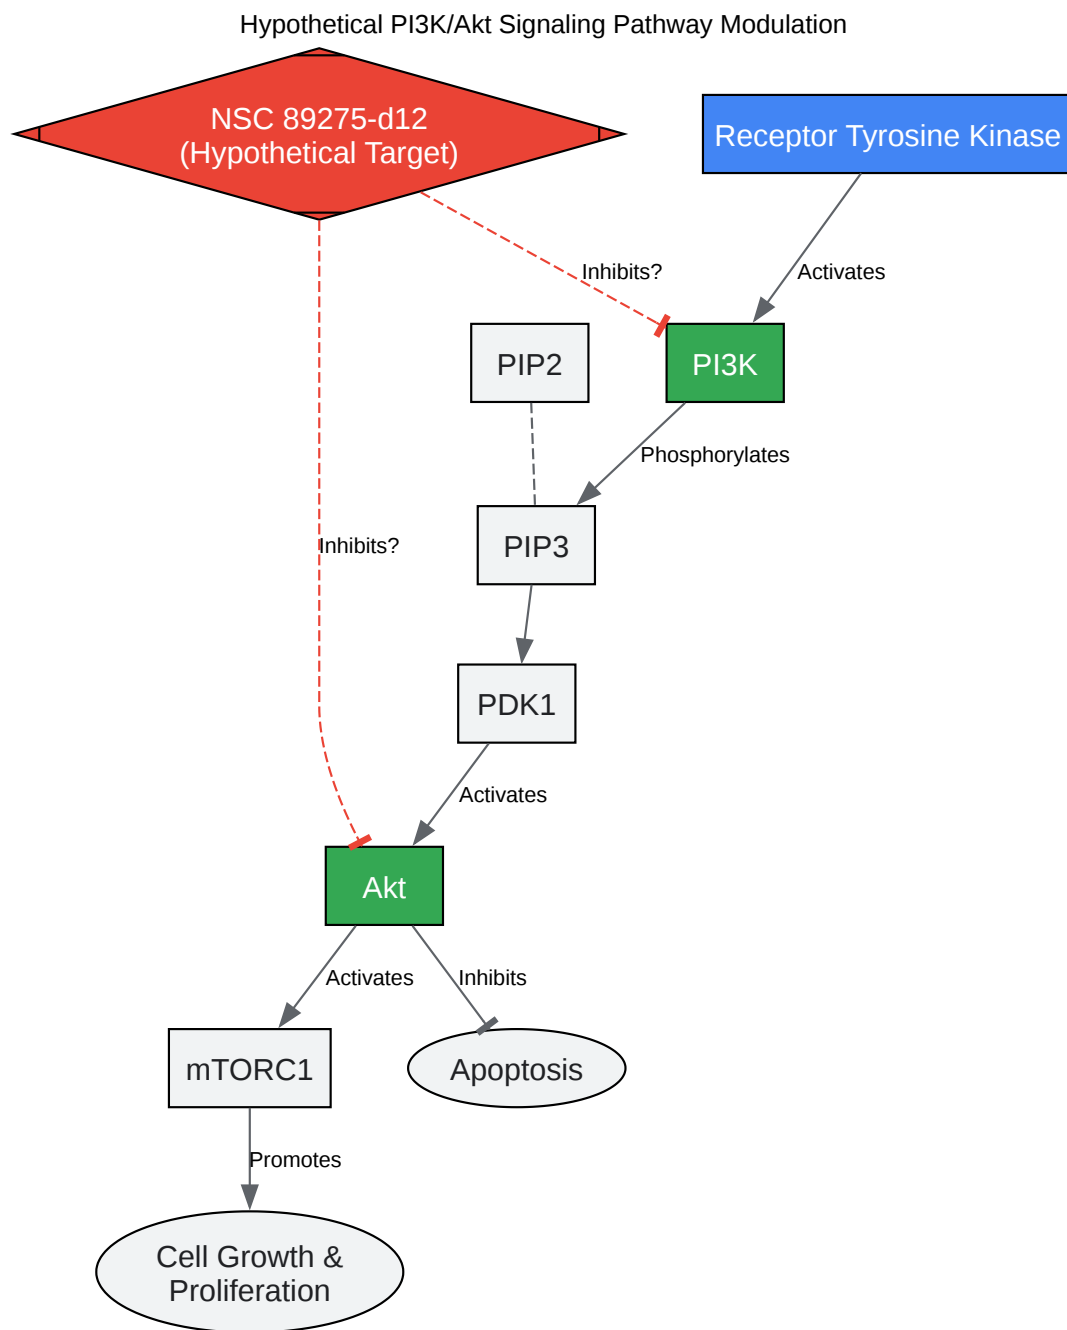 Hypothetical PI3K/Akt Signaling Pathway Modulation
NSC 89275-d12
(Hypothetical Target)
Receptor Tyrosine Kinase
Inhibits?
Activates
PIP2
PI3K
Phosphorylates
Inhibits?
PIP3
PDK1
Activates
Akt
Activates
Inhibits
mTORC1
Apoptosis
Promotes
Cell Growth &
Proliferation